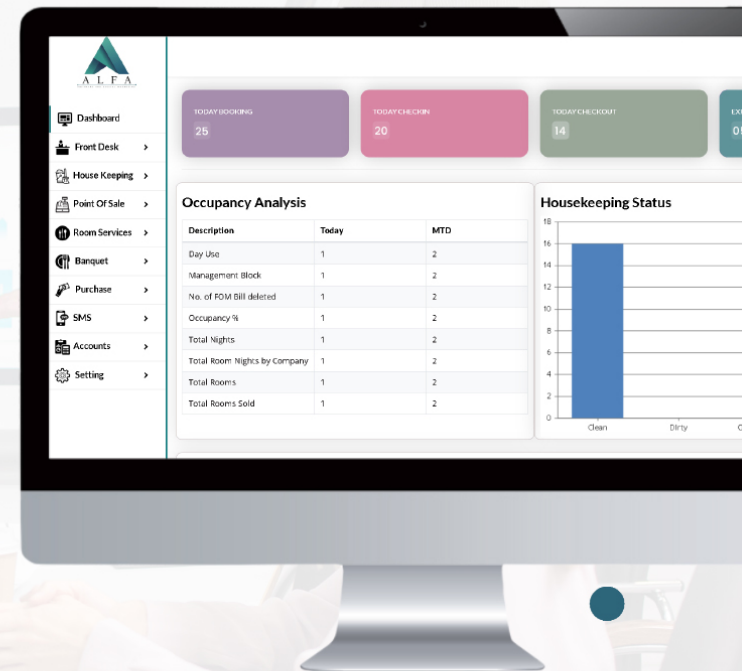 A L F A
Dashboard
Front Desk
House Keeping
Point Of Sale
Room Services
Banquet
Purchase
SMS
Accounts
Setting
TODAY BOOKING
25
TODAY CHECKIN
20
TODAY CHECKOUT
14
Occupancy Analysis
Description Today MTD
Day Use 1 2
Management Block 1 2
No. of FOM Bill deleted 1 2
Occupancy % 1 2
Total Nights 1 2
Total Room Nights by Company 1 2
Total Rooms 1 2
Total Rooms Sold 1 2
Housekeeping Status
18
16
14
12
10
8
6
4
2
0
Clean Dirty